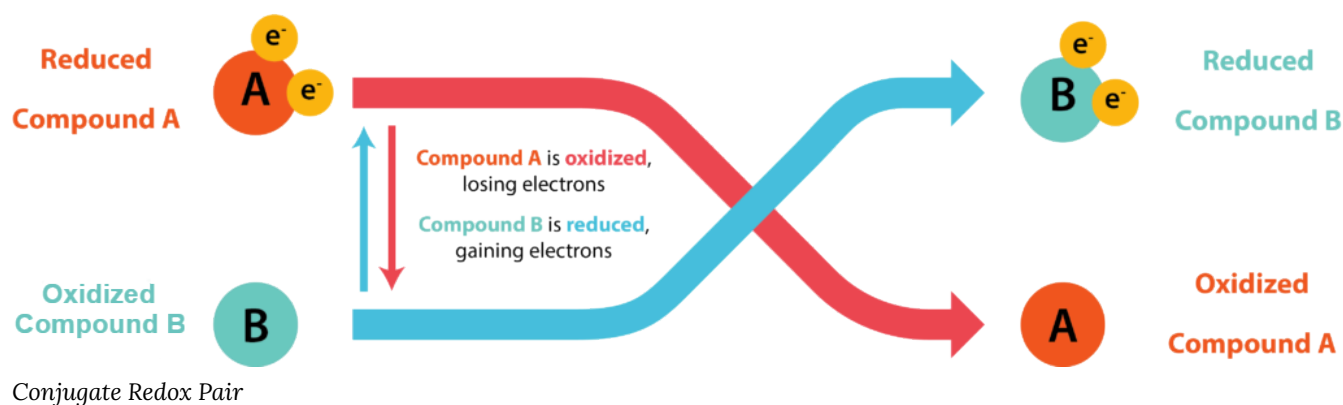 Reduced
Compound A
A
e-
e-
Compound A is oxidized,
losing electrons
Compound B is reduced,
gaining electrons
B
e-
e-
Reduced
Compound B
Oxidized
Compound B
B
A
Oxidized
Compound A
Conjugate Redox Pair